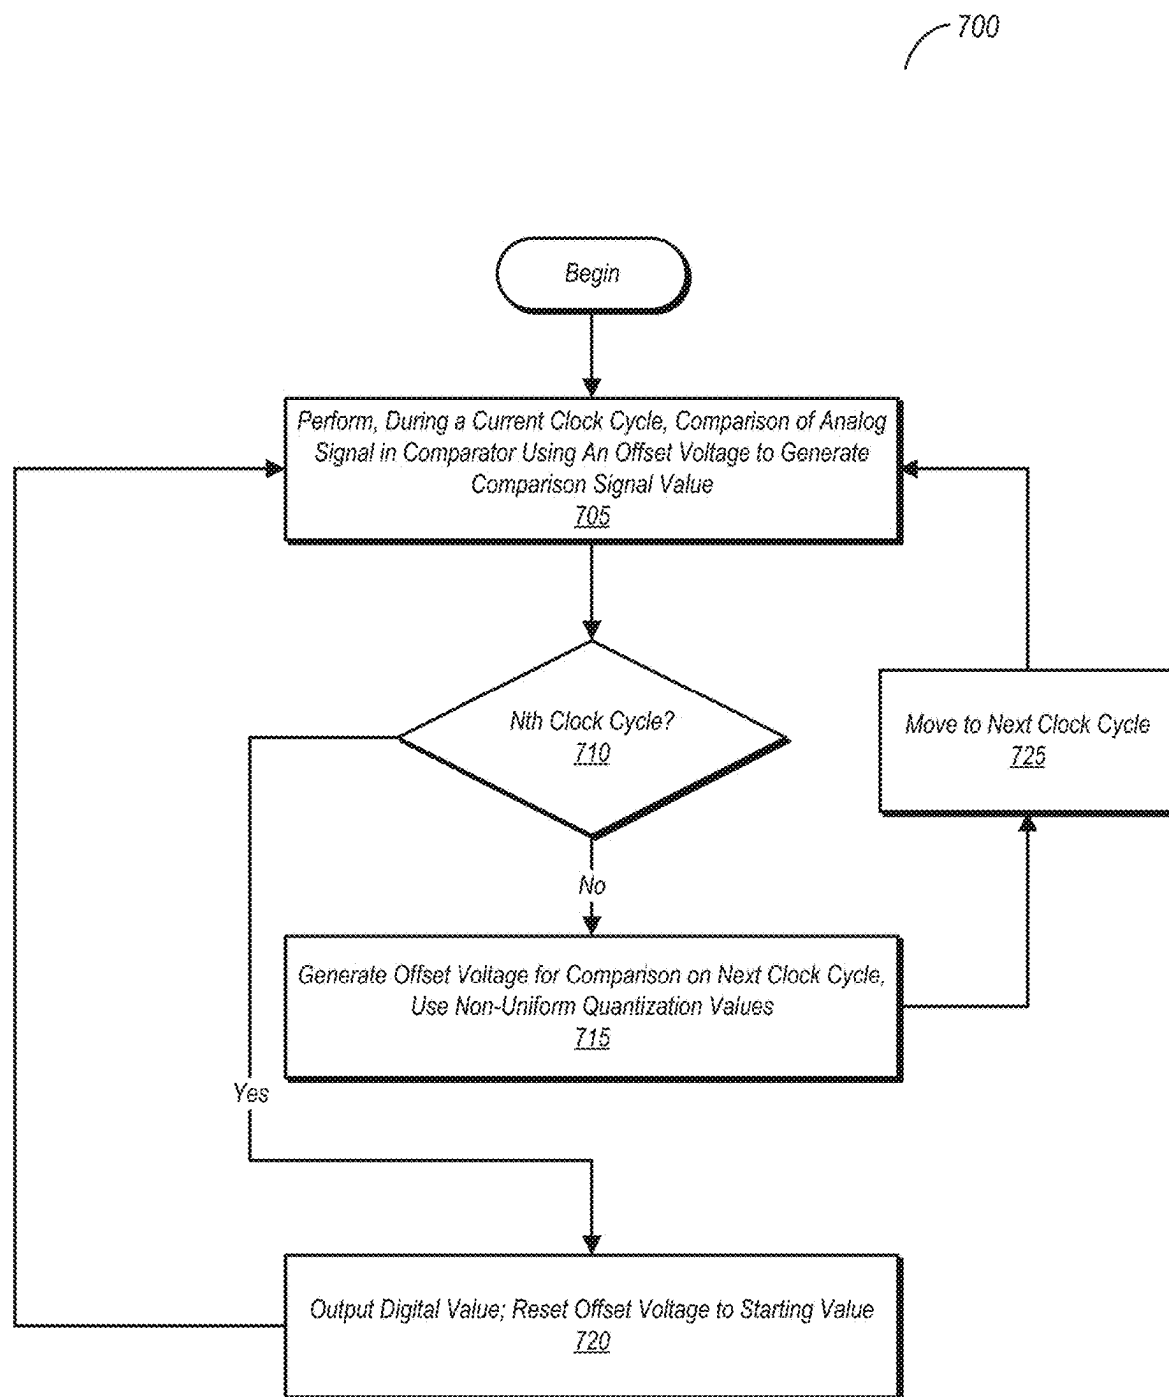 700
Begin
Perform, During a Current Clock Cycle, Comparison of Analog
Signal in Comparator Using An Offset Voltage to Generate
Comparison Signal Value
705
Nth Clock Cycle?
710
Move to Next Clock Cycle
725
No
Generate Offset Voltage for Comparison on Next Clock Cycle,
Use Non-Uniform Quantization Values
715
Yes
Output Digital Value; Reset Offset Voltage to Starting Value
720